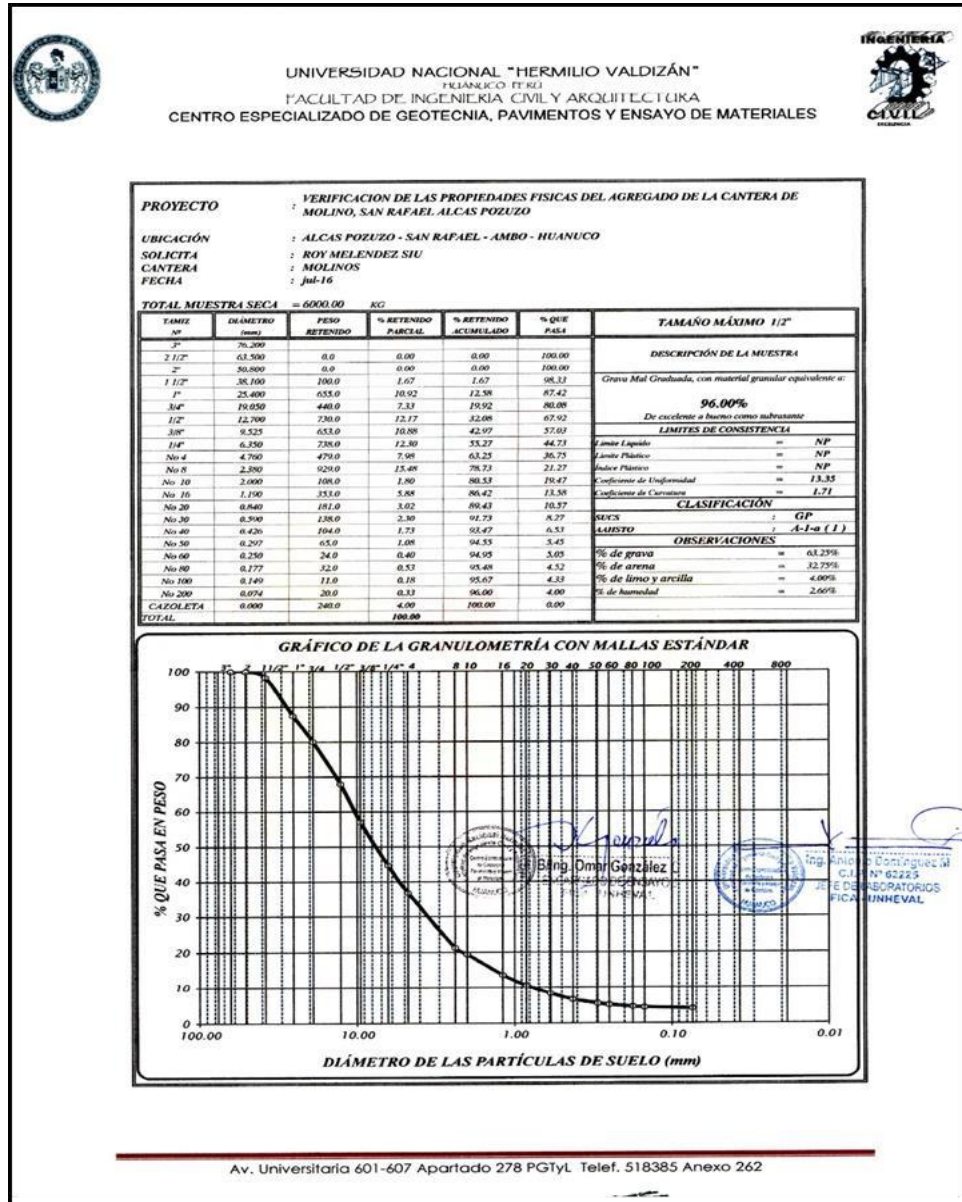 INGENIERIA
CIVIL
EXCELENCIA
UNIVERSIDAD NACIONAL "HERMILIO VALDIZÁN"
HUÁNUCO PERÚ
FACULTAD DE INGENIERIA CIVIL Y ARQUITECTURA
CENTRO ESPECIALIZADO DE GEOTECNIA, PAVIMENTOS Y ENSAYO DE MATERIALES
PROYECTO : VERIFICACION DE LAS PROPIEDADES FISICAS DEL AGREGADO DE LA CANTERA DE
MOLINO, SAN RAFAEL ALCAS POZUZO
UBICACIÓN : ALCAS POZUZO - SAN RAFAEL - AMBO - HUANUCO
SOLICITA : ROY MELENDEZ SIU
CANTERA : MOLINOS
FECHA : jul-16
TOTAL MUESTRA SECA = 6000.00 KG
TAMIZ Nº DIÁMETRO (mm) PESO RETENIDO % RETENIDO PARCIAL % RETENIDO ACUMULADO % QUE PASA
3" 76.200
2 1/2" 63.500 0.0 0.00 0.00 100.00
2" 50.800 0.0 0.00 0.00 100.00
1 1/2" 38.100 100.0 1.67 1.67 98.33
1" 25.400 655.0 10.92 12.58 87.42
3/4" 19.050 440.0 7.33 19.92 80.08
1/2" 12.700 730.0 12.17 32.08 67.92
3/8" 9.525 653.0 10.88 42.97 57.03
1/4" 6.350 738.0 12.30 55.27 44.73
No 4 4.760 479.0 7.98 63.25 36.75
No 8 2.380 929.0 15.48 78.73 21.27
No 10 2.000 108.0 1.80 80.53 19.47
No 16 1.190 353.0 5.88 86.42 13.58
No 20 0.840 181.0 3.02 89.43 10.57
No 30 0.590 138.0 2.30 91.73 8.27
No 40 0.426 104.0 1.73 93.47 6.53
No 50 0.297 65.0 1.08 94.55 5.45
No 60 0.250 24.0 0.40 94.95 5.05
No 80 0.177 32.0 0.53 95.48 4.52
No 100 0.149 11.0 0.18 95.67 4.33
No 200 0.074 20.0 0.33 96.00 4.00
CAZOLETA 0.000 240.0 4.00 100.00 0.00
TOTAL 100.00
TAMAÑO MÁXIMO 1/2"
DESCRIPCIÓN DE LA MUESTRA
Grava Mal Graduada, con material granular equivalente a:
96.00%
De excelente a bueno como subrasante
LIMITES DE CONSISTENCIA
Límite Líquido = NP
Límite Plástico = NP
Índice Plástico = NP
Coeficiente de Uniformidad = 13.35
Coeficiente de Curvatura = 1.71
CLASIFICACIÓN
SUCS : GP
AAHSTO : A-1-a ( 1 )
OBSERVACIONES
% de grava = 63.25%
% de arena = 32.75%
% de limo y arcilla = 4.00%
% de humedad = 2.66%
GRÁFICO DE LA GRANULOMETRÍA CON MALLAS ESTÁNDAR
3" 2 1 1/2" 1" 3/4 1/2" 3/8" 1/4" 4 8 10 16 20 30 40 50 60 80 100 200 400 800
100
90
80
70
60
50
40
30
20
10
0
% QUE PASA EN PESO
B/Ing. Omar González
UNHEVAL
HUANUCO
Ing. Antonio Domínguez M
C.I.P. Nº 62225
JEFE DE LABORATORIOS
FICA - UNHEVAL
HUANUCO
100.00 10.00 1.00 0.10 0.01
DIÁMETRO DE LAS PARTÍCULAS DE SUELO (mm)
Av. Universitaria 601-607 Apartado 278 PGTyL Telef. 518385 Anexo 262